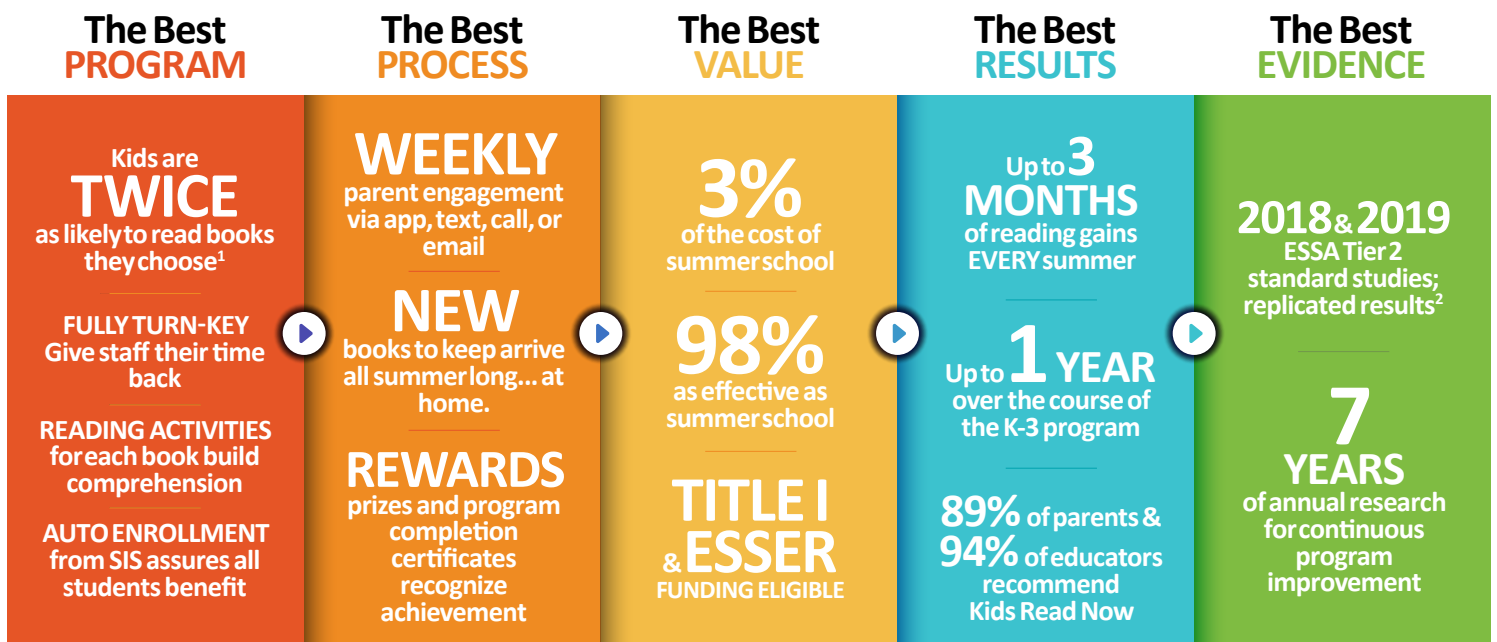 The Best
PROGRAM
Kids are
TWICE
as likely to read books
they choose1
FULLY TURN-KEY
Give staff their time
back
READING ACTIVITIES
for each book build
comprehension
AUTO ENROLLMENT
from SIS assures all
students benefit
The Best
PROCESS
WEEKLY
parent engagement
via app, text, call, or
email
NEW
books to keep arrive
all summer long... at
home.
REWARDS
prizes and program
completion
certificates
recognize
achievement
The Best
VALUE
3%
of the cost of
summer school
98%
as effective as
summer school
TITLE I
& ESSER
FUNDING ELIGIBLE
The Best
RESULTS
Up to 3
MONTHS
of reading gains
EVERY summer
Up to 1 YEAR
over the course of
the K-3 program
89% of parents &
94% of educators
recommend
Kids Read Now
The Best
EVIDENCE
2018 & 2019
ESSA Tier 2
standard studies;
replicated results2
7
YEARS
of annual research
for continuous
program
improvement